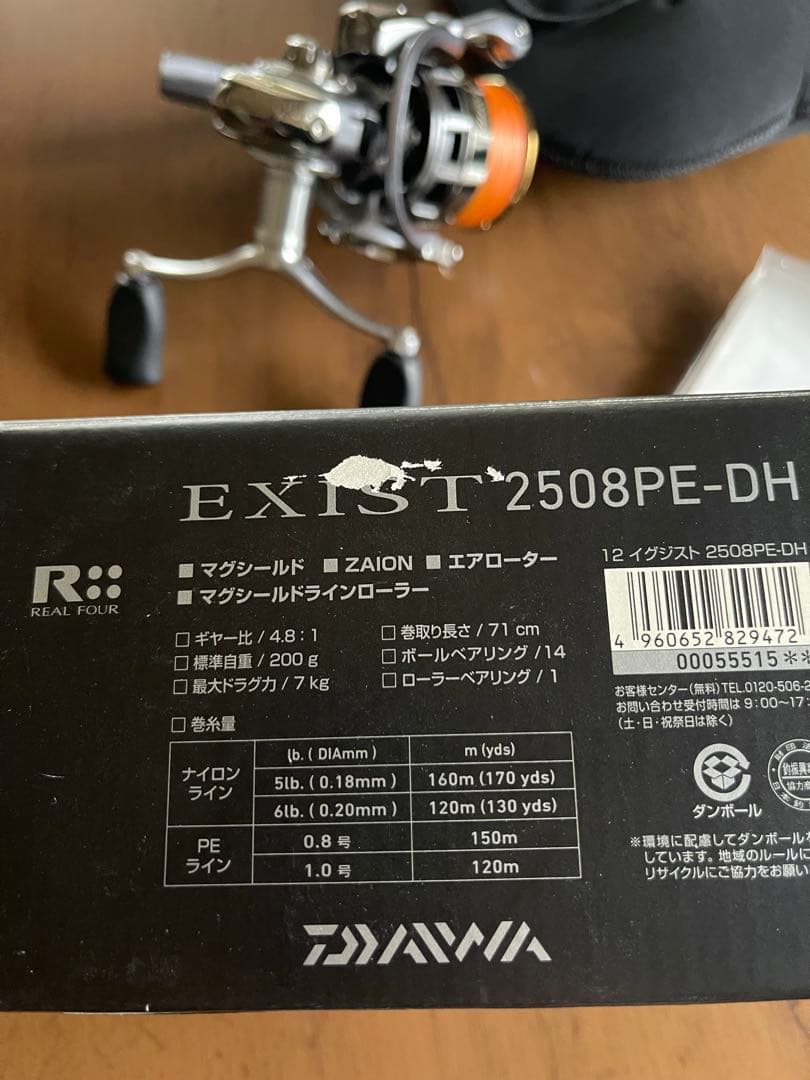 EXIST 2508PE-DH
R
REAL FOUR
■ マグシールド ■ ZAION ■ エアローター
■ マグシールドラインローラー
12 イグジスト 2508PE-DH
4 960652 829472
00055515**
□ ギヤー比 / 4.8:1
□ 巻取り長さ / 71 cm
□ 標準自重 / 200 g
□ ボールベアリング / 14
□ 最大ドラグ力 / 7 kg
□ ローラーベアリング / 1
お客様センター(無料) TEL.0120-506-2
お問い合わせ受付時間は 9:00〜17:
(土・日・祝祭日は除く)
□ 巻糸量
lb. ( DIAmm ) m (yds)
ナイロン
ライン
5lb. ( 0.18mm ) 160m (170 yds)
6lb. ( 0.20mm ) 120m (130 yds)
PE
ライン
0.8 号 150m
1.0 号 120m
ダンボール
※環境に配慮してダンボールを
しています。地域のルールに
リサイクルにご協力をお願い
DAIWA